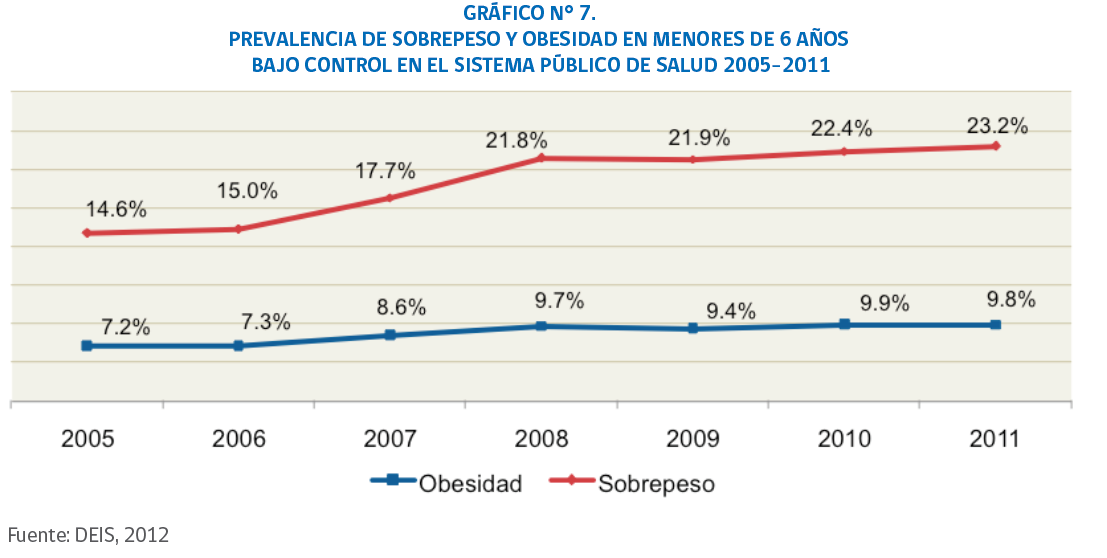 GRÁFICO N° 7.
PREVALENCIA DE SOBREPESO Y OBESIDAD EN MENORES DE 6 AÑOS
BAJO CONTROL EN EL SISTEMA PÚBLICO DE SALUD 2005-2011
14.6%
15.0%
17.7%
21.8%
21.9%
22.4%
23.2%
7.2%
7.3%
8.6%
9.7%
9.4%
9.9%
9.8%
2005 2006 2007 2008 2009 2010 2011
Obesidad Sobrepeso
Fuente: DEIS, 2012